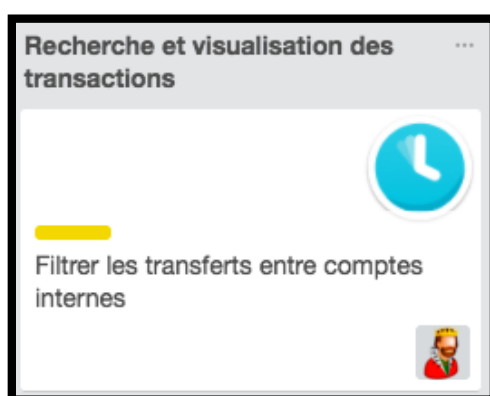 Recherche et visualisation des
transactions
Filtrer les transferts entre comptes
internes